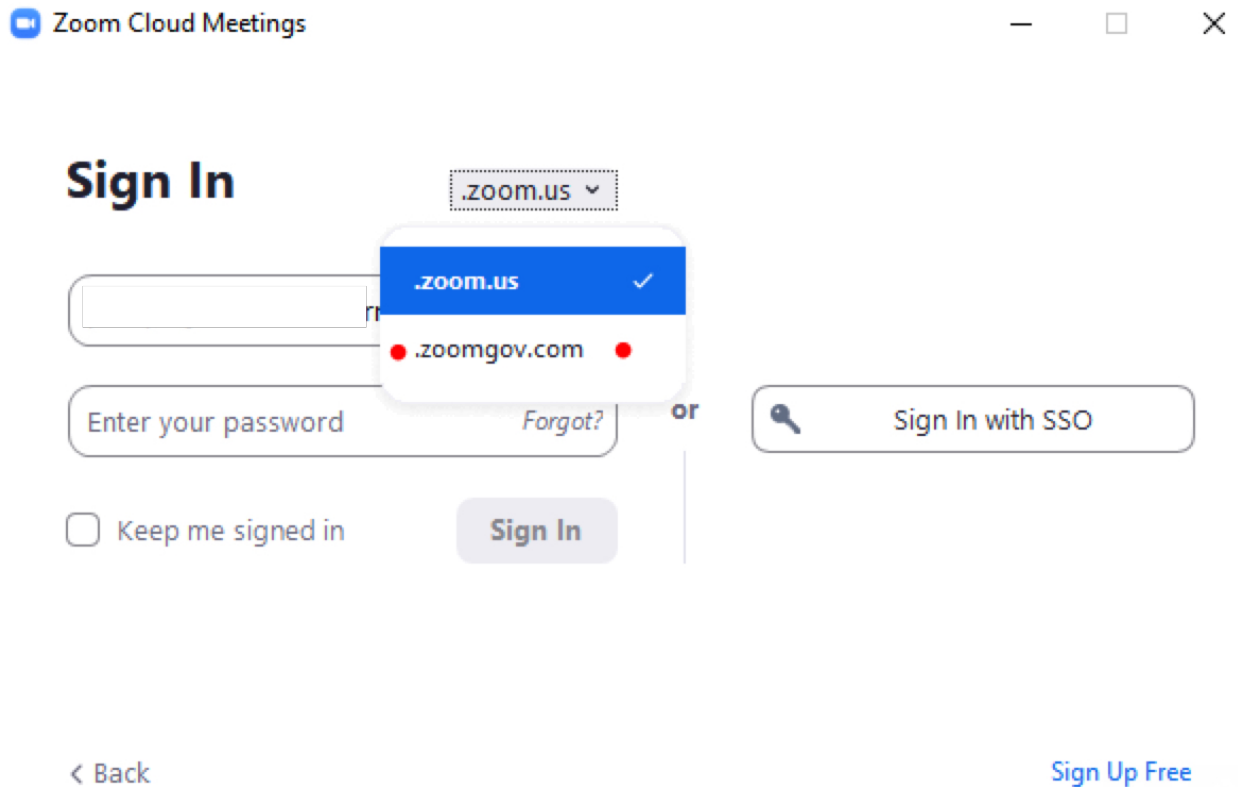 Zoom Cloud Meetings
Sign In
.zoom.us
.zoom.us
.zoomgov.com
Enter your password
Forgot?
or
Sign In with SSO
Keep me signed in
Sign In
Back
Sign Up Free